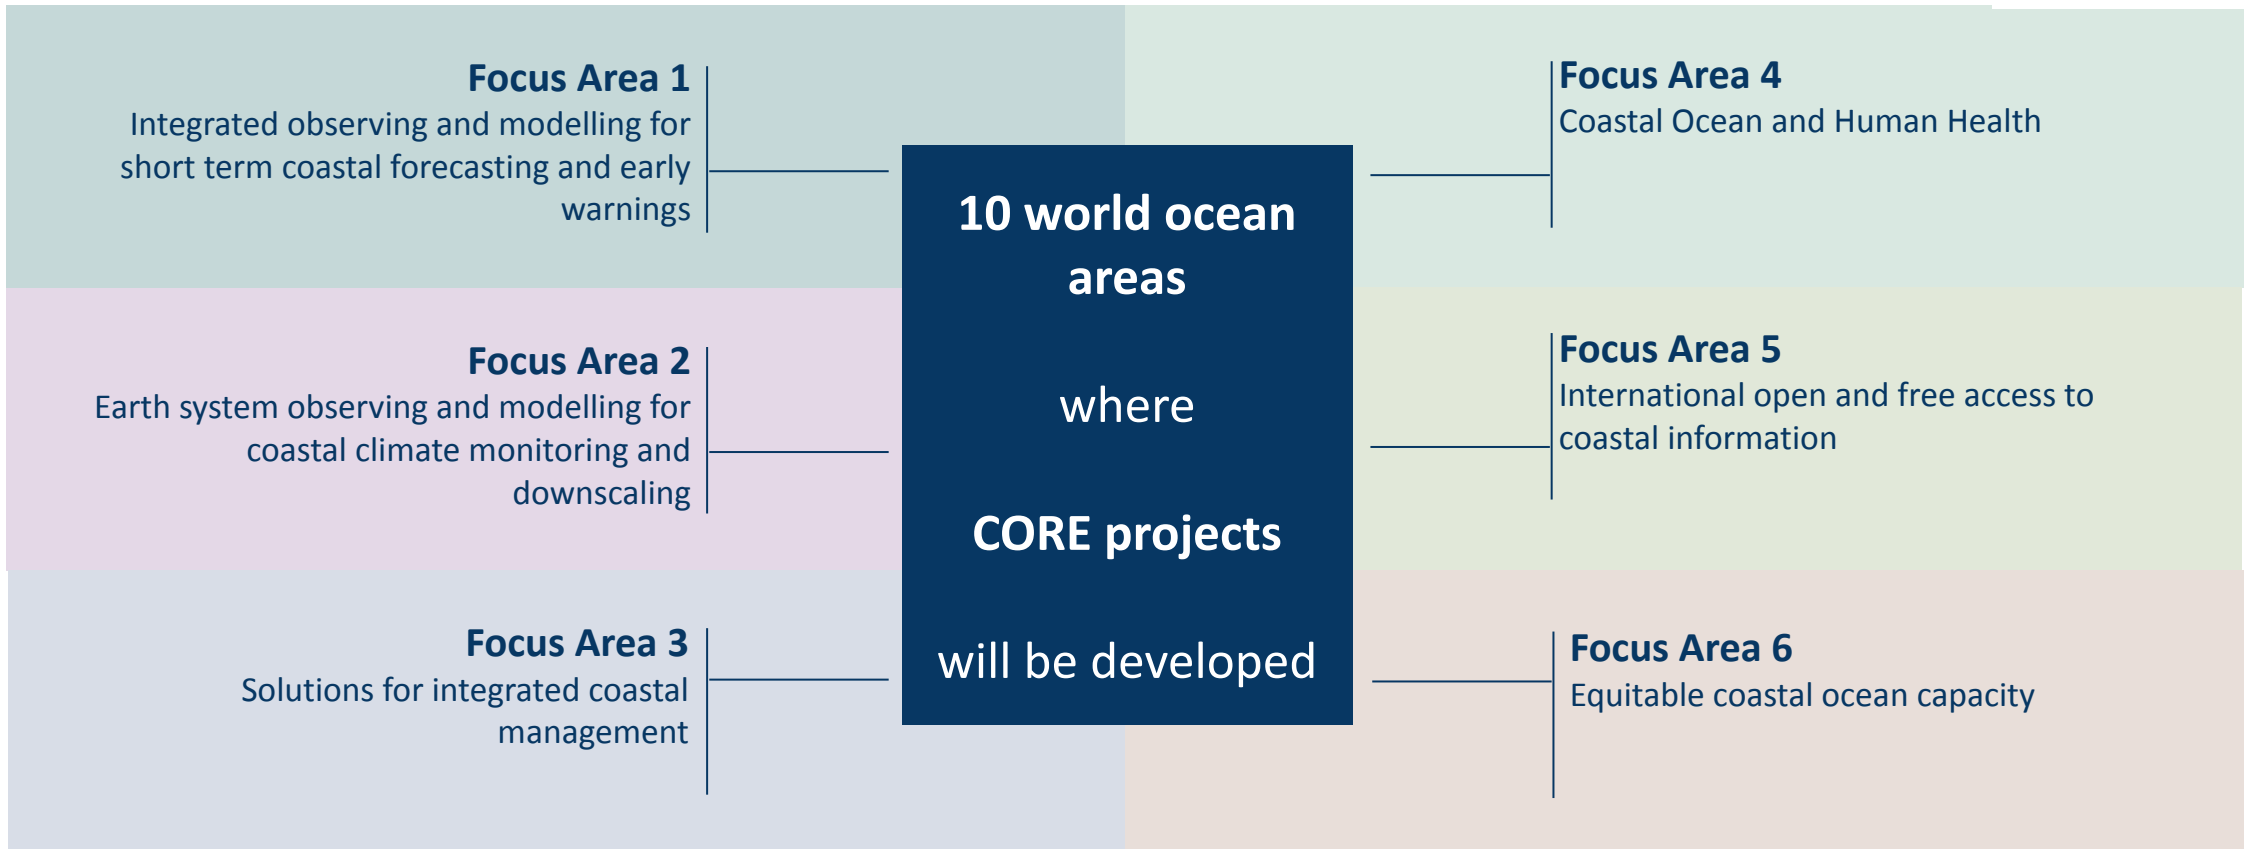 Focus Area 1
Integrated observing and modelling for
short term coastal forecasting and early
warnings
Focus Area 2
Earth system observing and modelling for
coastal climate monitoring and
downscaling
Focus Area 3
Solutions for integrated coastal
management
10 world ocean
areas
where
CORE projects
will be developed
Focus Area 4
Coastal Ocean and Human Health
Focus Area 5
International open and free access to
coastal information
Focus Area 6
Equitable coastal ocean capacity